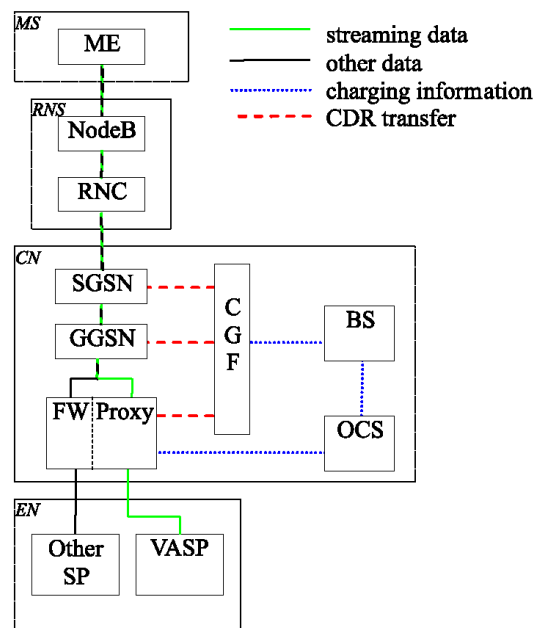 MS
ME
streaming data
other data
charging information
CDR transfer
RNS
NodeB
RNC
CN
SGSN
GGSN
C
G
F
BS
FW
Proxy
OCS
EN
Other
SP
VASP